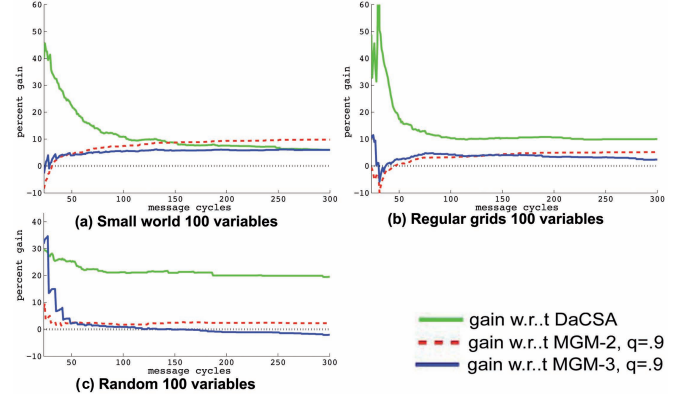 60
50
40
30
20
10
0
-10
percent gain
50 100 150 200 250 300
message cycles
(a) Small world 100 variables
60
50
40
30
20
10
0
-10
percent gain
50 100 150 200 250 300
message cycles
(b) Regular grids 100 variables
40
30
20
10
0
-10
percent gain
50 100 150 200 250 300
message cycles
(c) Random 100 variables
gain w.r..t DaCSA
gain w.r..t MGM-2, q=.9
gain w.r..t MGM-3, q=.9